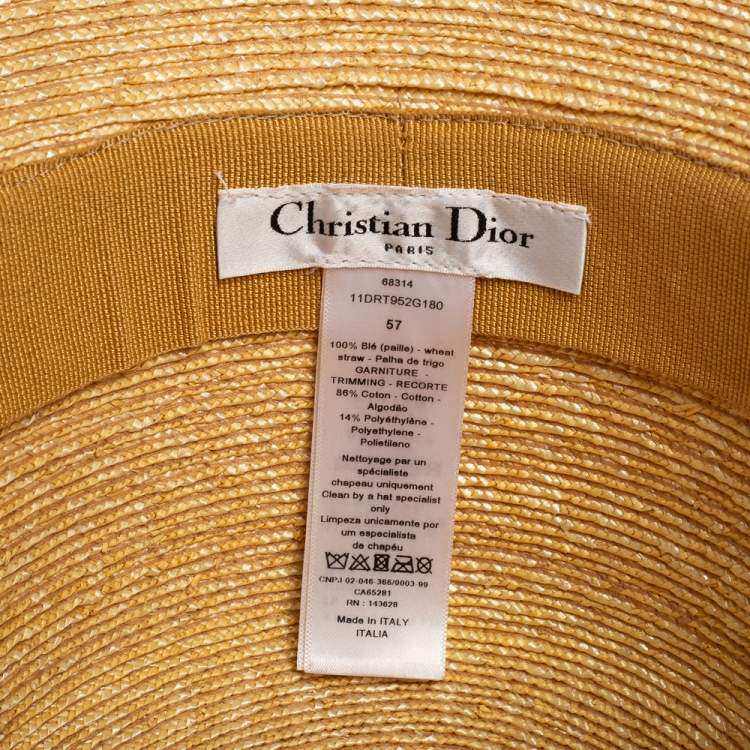 Christian Dior
PARIS
68314
11DRT952G180
57
100% Blé (paille) - wheat
straw - Palha de trigo
GARNITURE -
TRIMMING - RECORTE
86% Coton - Cotton -
Algodão
14% Polyéthylène -
Polyethylene -
Polietileno
Nettoyage par un
spécialiste
chapeau uniquement
Clean by a hat specialist
only
Limpeza unicamente por
um especialista
de chapéu
CNPJ 02-046-366/0003-99
CA65281
RN : 143628
Made in ITALY
ITALIA